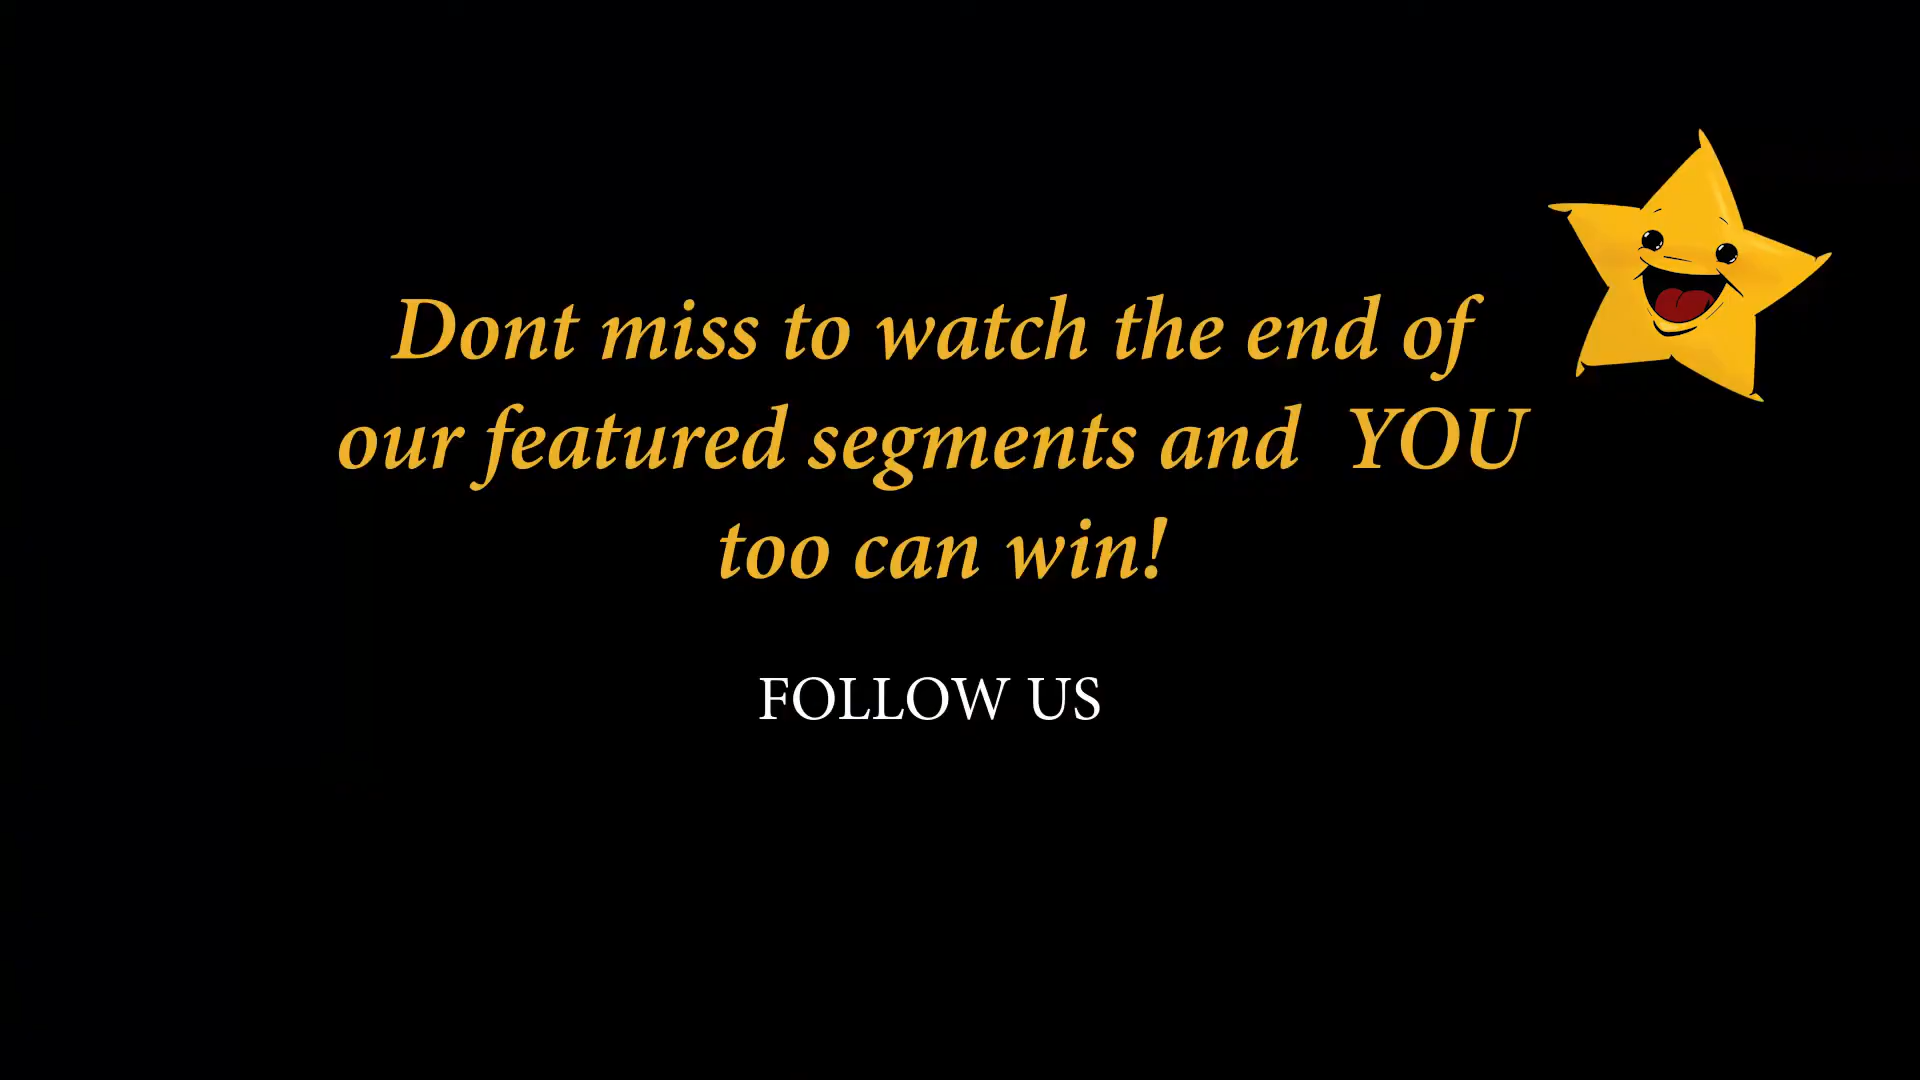 Dont miss to watch the end of
our featured segments and  YOU
too can win!
FOLLOW US